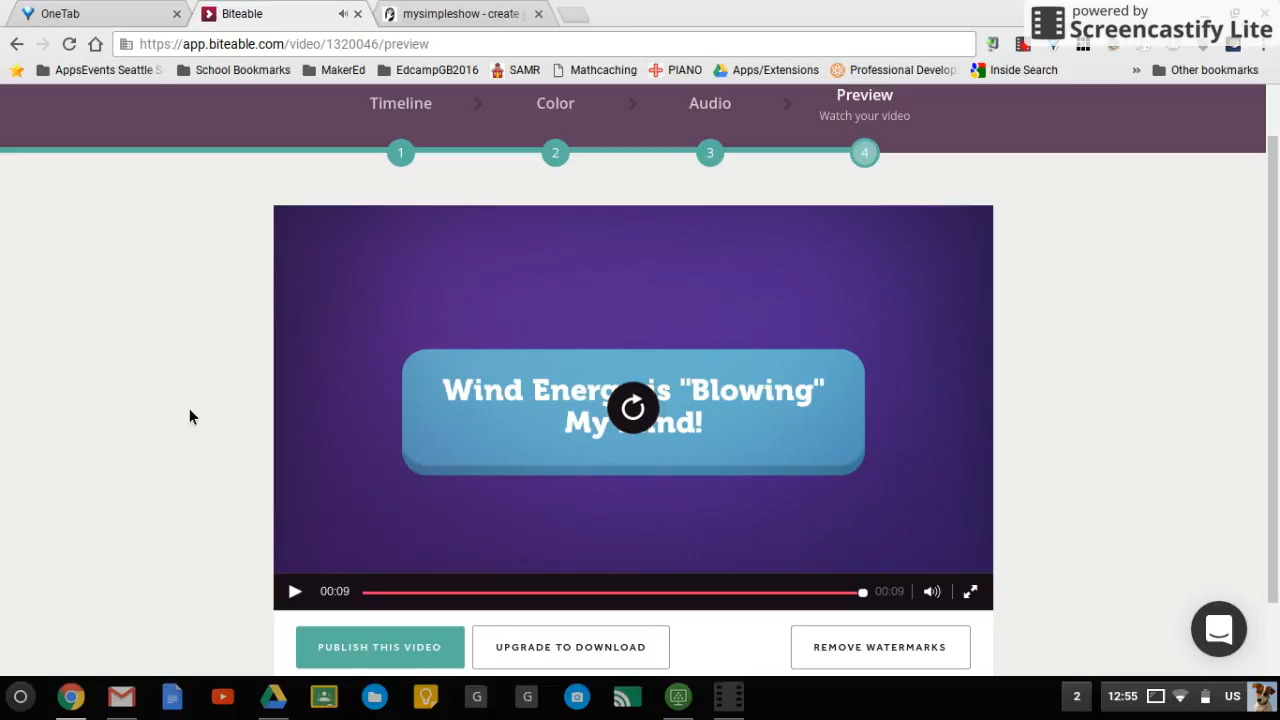 OneTab
Biteable
mysimpleshow - create
powered by
Screencastify Lite
https://app.biteable.com/video/1320046/preview
AppsEvents Seattle S
School Bookmarks
MakerEd
EdcampGB2016
SAMR
Mathcaching
PIANO
Apps/Extensions
Professional Develop
Inside Search
»
Other bookmarks
Timeline
Color
Audio
Preview
Watch your video
1
2
3
4
Wind Energy is "Blowing"
My Mind!
00:09
00:09
PUBLISH THIS VIDEO
UPGRADE TO DOWNLOAD
REMOVE WATERMARKS
G
G
2
12:55
US